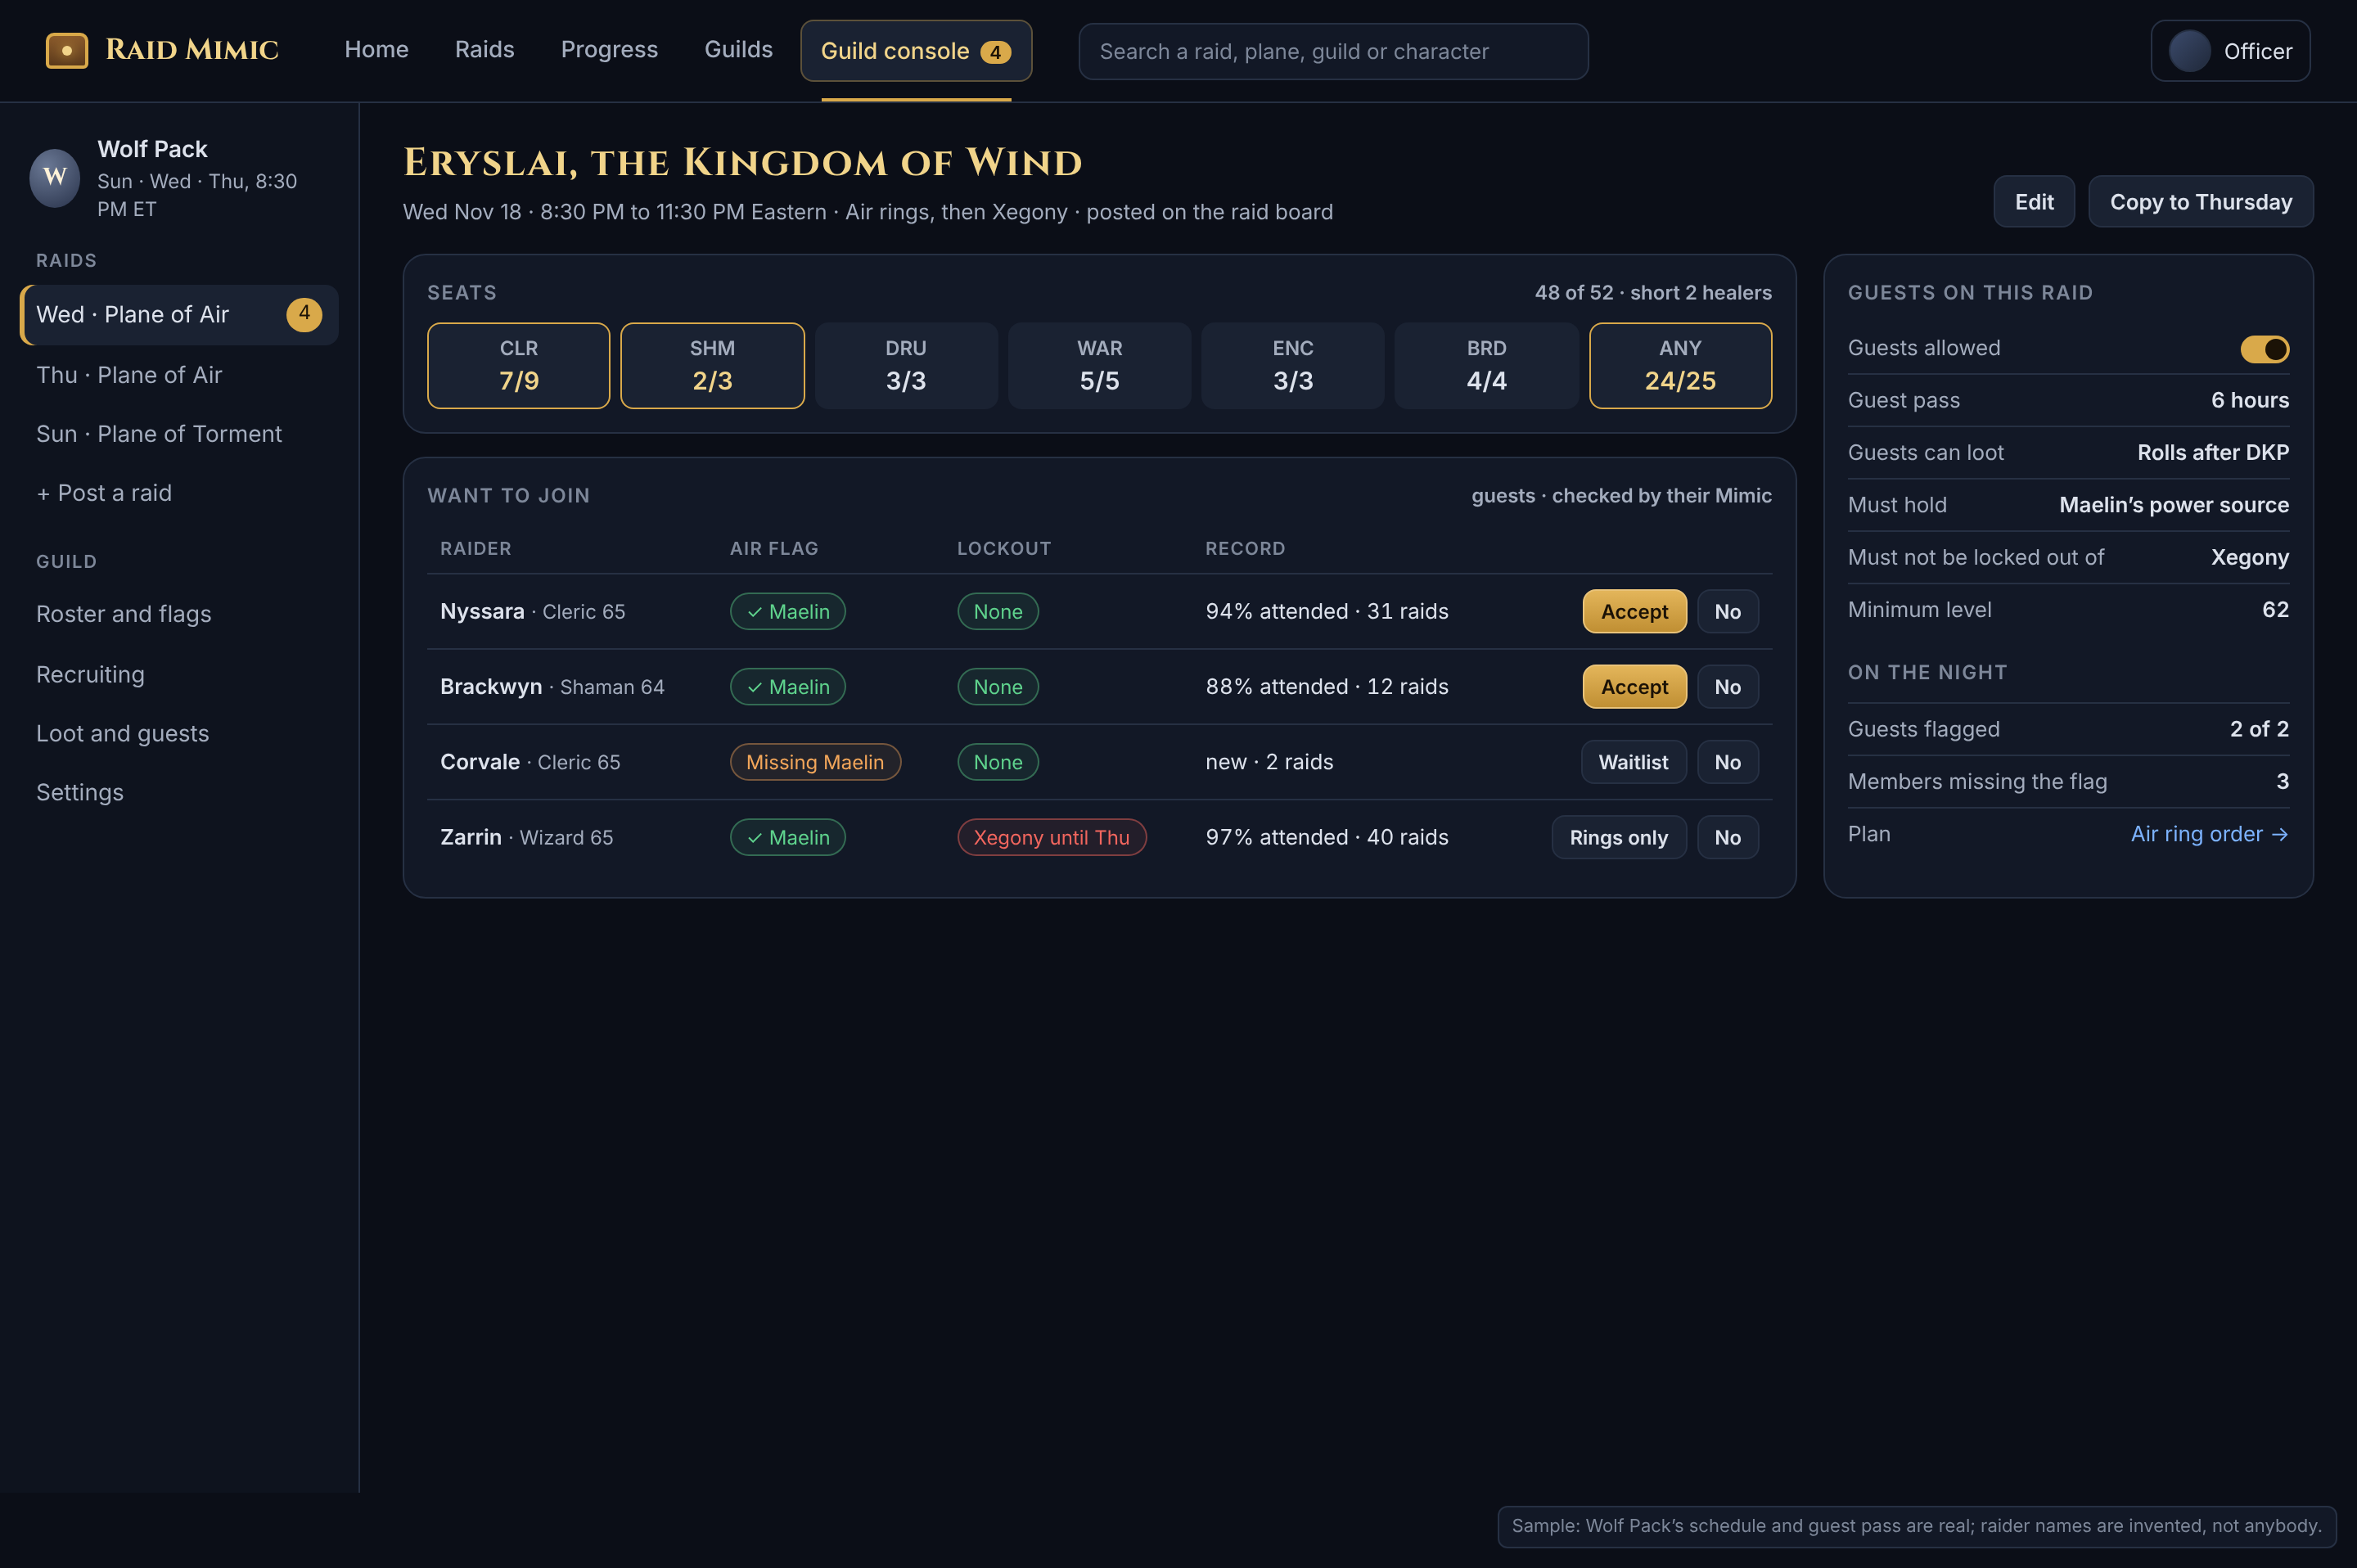 Raid Mimic
Home
Raids
Progress
Guilds
Guild console 4
Search a raid, plane, guild or character
Officer
W
Wolf Pack
Sun · Wed · Thu, 8:30
PM ET
RAIDS
Wed · Plane of Air 4
Thu · Plane of Air
Sun · Plane of Torment
+ Post a raid
GUILD
Roster and flags
Recruiting
Loot and guests
Settings
Eryslai, the Kingdom of Wind
Wed Nov 18 · 8:30 PM to 11:30 PM Eastern · Air rings, then Xegony · posted on the raid board
Edit
Copy to Thursday
SEATS
48 of 52 · short 2 healers
CLR
7/9
SHM
2/3
DRU
3/3
WAR
5/5
ENC
3/3
BRD
4/4
ANY
24/25
WANT TO JOIN
guests · checked by their Mimic
RAIDER AIR FLAG LOCKOUT RECORD
Nyssara · Cleric 65 ✓ Maelin None 94% attended · 31 raids Accept No
Brackwyn · Shaman 64 ✓ Maelin None 88% attended · 12 raids Accept No
Corvale · Cleric 65 Missing Maelin None new · 2 raids Waitlist No
Zarrin · Wizard 65 ✓ Maelin Xegony until Thu 97% attended · 40 raids Rings only No
GUESTS ON THIS RAID
Guests allowed
Guest pass 6 hours
Guests can loot Rolls after DKP
Must hold Maelin’s power source
Must not be locked out of Xegony
Minimum level 62
ON THE NIGHT
Guests flagged 2 of 2
Members missing the flag 3
Plan Air ring order →
Sample: Wolf Pack’s schedule and guest pass are real; raider names are invented, not anybody.